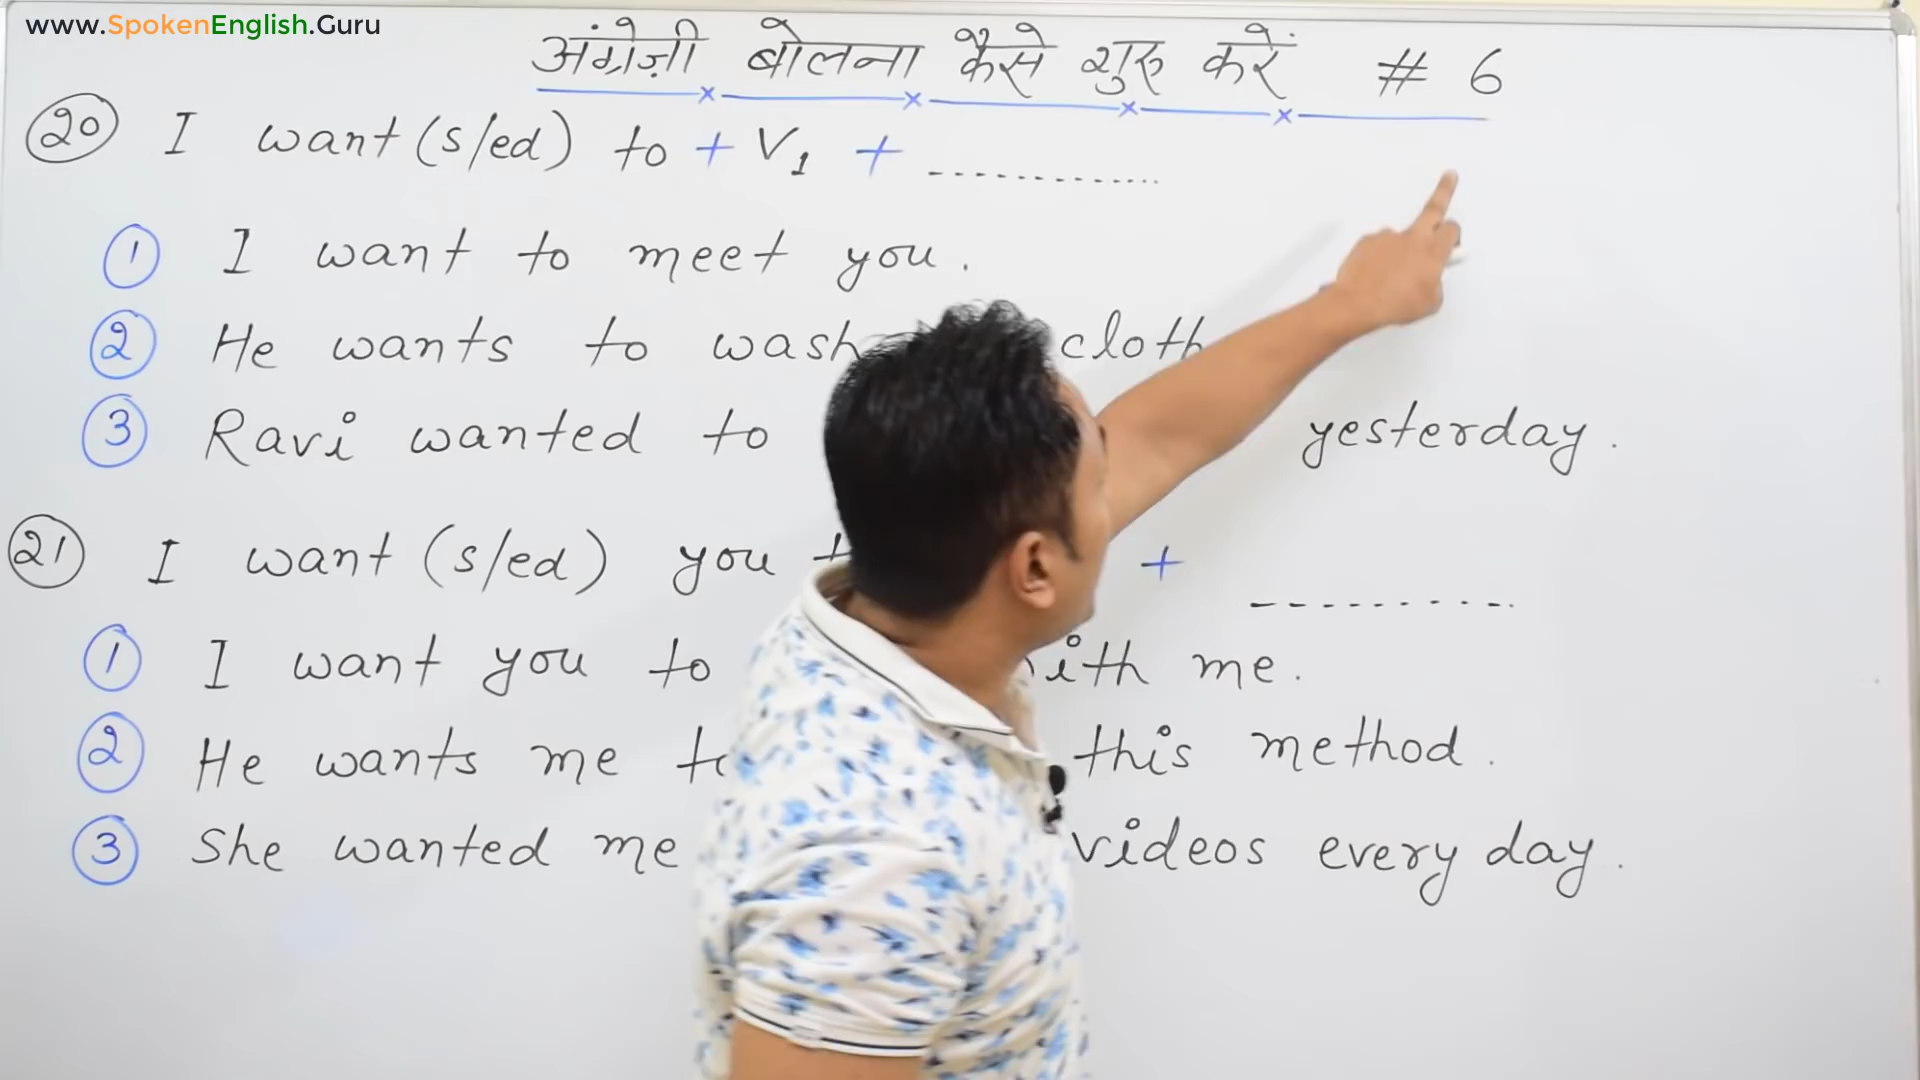 www.SpokenEnglish.Guru
अंग्रेज़ी बोलना कैसे शुरु करें # 6
20 I want (s/ed) to + V1 + ............
1 I want to meet you.
2 He wants to wash cloth
3 Ravi wanted to yesterday.
21 I want (s/ed) you + ..........
1 I want you to with me.
2 He wants me this method.
3 She wanted me videos every day.